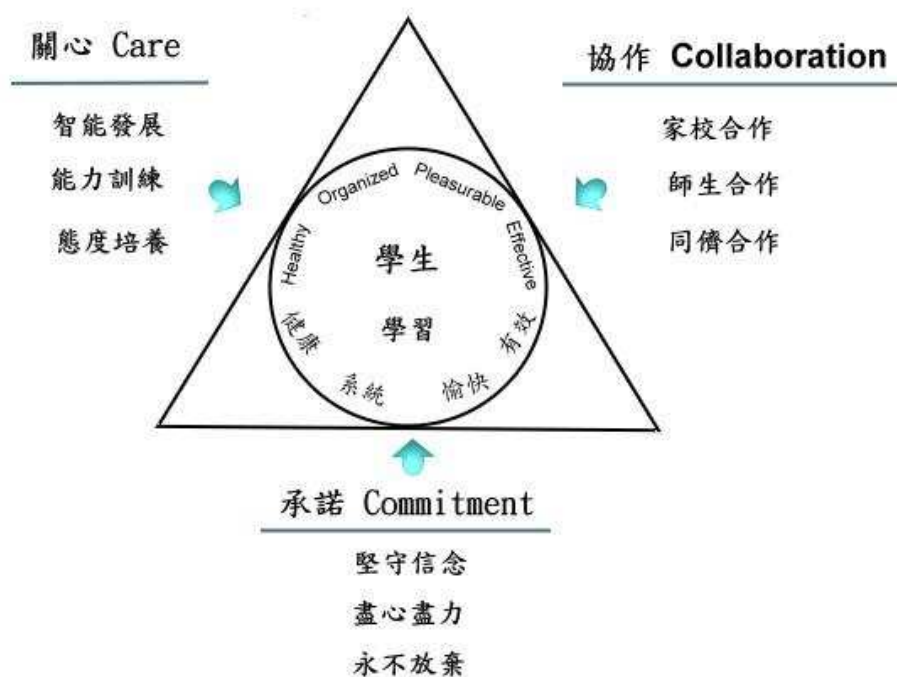 關心 Care
智能發展
能力訓練
態度培養
協作 Collaboration
家校合作
師生合作
同儕合作
Healthy Organized Pleasurable Effective
學生
學習
健康 系統 愉快 有效
承諾 Commitment
堅守信念
盡心盡力
永不放棄